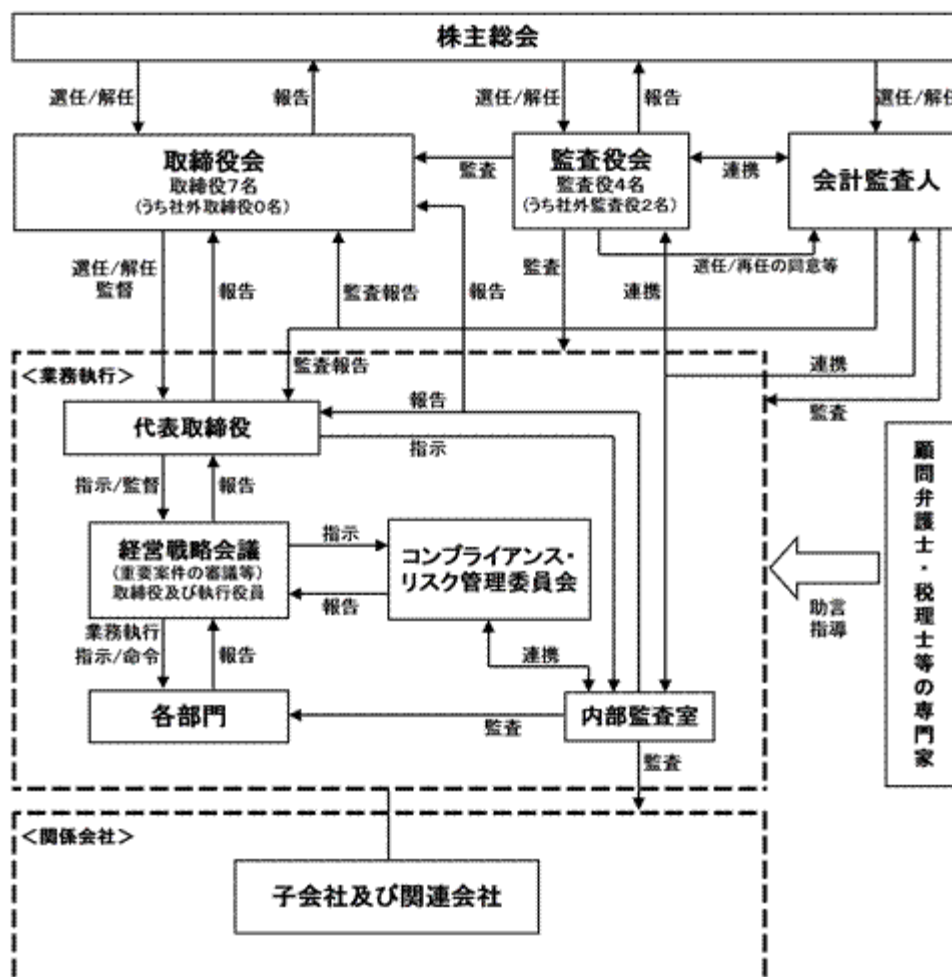 株主総会
選任/解任
報告
選任/解任
報告
選任/解任
取締役会
取締役7名
(うち社外取締役0名)
監査
監査役会
監査役4名
(うち社外監査役2名)
連携
会計監査人
選任/再任の同意等
選任/解任
監督
報告
監査報告
報告
監査
連携
<業務執行>
監査報告
連携
監査
代表取締役
報告
指示
指示/監督
報告
経営戦略会議
(重要案件の審議等)
取締役及び執行役員
指示
報告
コンプライアンス・
リスク管理委員会
業務執行
指示/命令
報告
連携
各部門
監査
内部監査室
監査
顧問弁護士・税理士等の専門家
助言
指導
<関係会社>
子会社及び関連会社